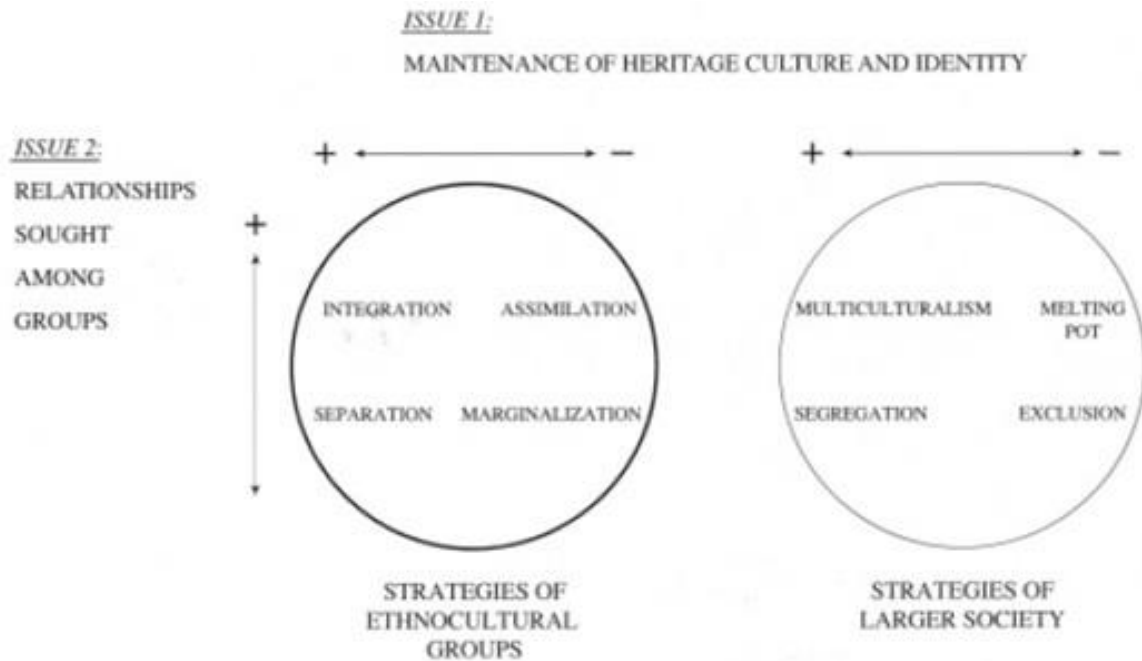 ISSUE 1:
MAINTENANCE OF HERITAGE CULTURE AND IDENTITY
ISSUE 2:
RELATIONSHIPS
SOUGHT
AMONG
GROUPS
+ −
+ −
+
INTEGRATION ASSIMILATION
SEPARATION MARGINALIZATION
MULTICULTURALISM MELTING
POT
SEGREGATION EXCLUSION
STRATEGIES OF
ETHNOCULTURAL
GROUPS
STRATEGIES OF
LARGER SOCIETY